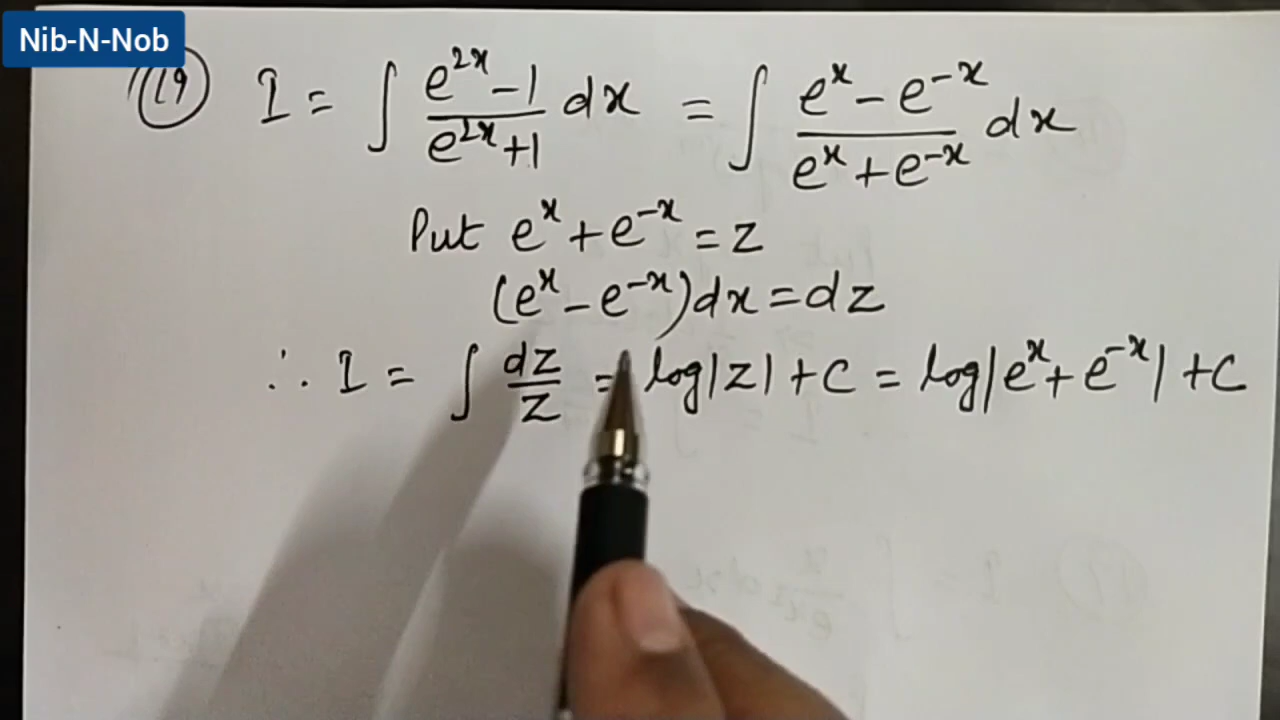 Nib-N-Nob
(19) I = ∫ (e^{2x} - 1)/(e^{2x} + 1) dx = ∫ (e^x - e^{-x})/(e^x + e^{-x}) dx
Put e^x + e^{-x} = z
(e^x - e^{-x}) dx = dz
∴ I = ∫ dz/z = log|z| + c = log|e^x + e^{-x}| + c